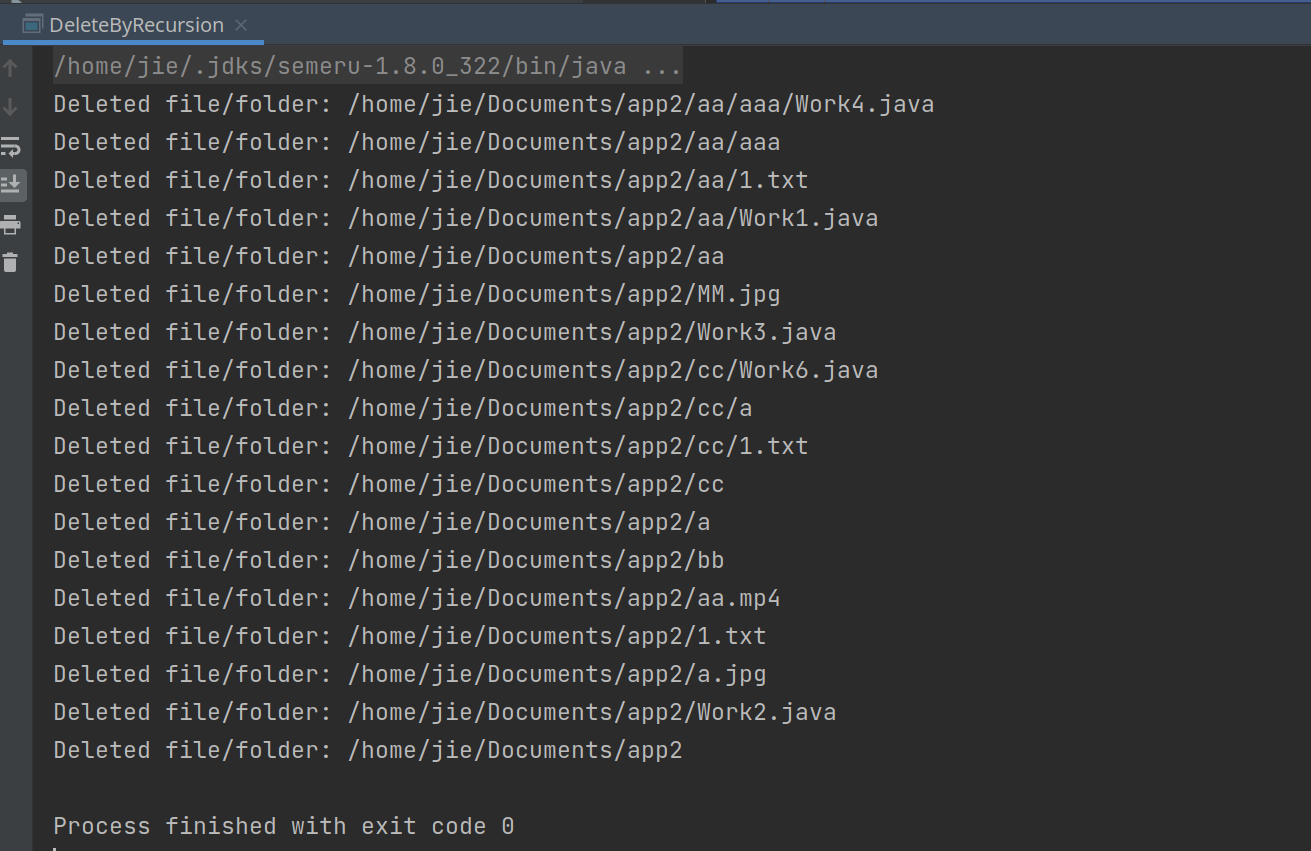 DeleteByRecursion
/home/jie/.jdks/semeru-1.8.0_322/bin/java ...
Deleted file/folder: /home/jie/Documents/app2/aa/aaa/Work4.java
Deleted file/folder: /home/jie/Documents/app2/aa/aaa
Deleted file/folder: /home/jie/Documents/app2/aa/1.txt
Deleted file/folder: /home/jie/Documents/app2/aa/Work1.java
Deleted file/folder: /home/jie/Documents/app2/aa
Deleted file/folder: /home/jie/Documents/app2/MM.jpg
Deleted file/folder: /home/jie/Documents/app2/Work3.java
Deleted file/folder: /home/jie/Documents/app2/cc/Work6.java
Deleted file/folder: /home/jie/Documents/app2/cc/a
Deleted file/folder: /home/jie/Documents/app2/cc/1.txt
Deleted file/folder: /home/jie/Documents/app2/cc
Deleted file/folder: /home/jie/Documents/app2/a
Deleted file/folder: /home/jie/Documents/app2/bb
Deleted file/folder: /home/jie/Documents/app2/aa.mp4
Deleted file/folder: /home/jie/Documents/app2/1.txt
Deleted file/folder: /home/jie/Documents/app2/a.jpg
Deleted file/folder: /home/jie/Documents/app2/Work2.java
Deleted file/folder: /home/jie/Documents/app2
Process finished with exit code 0